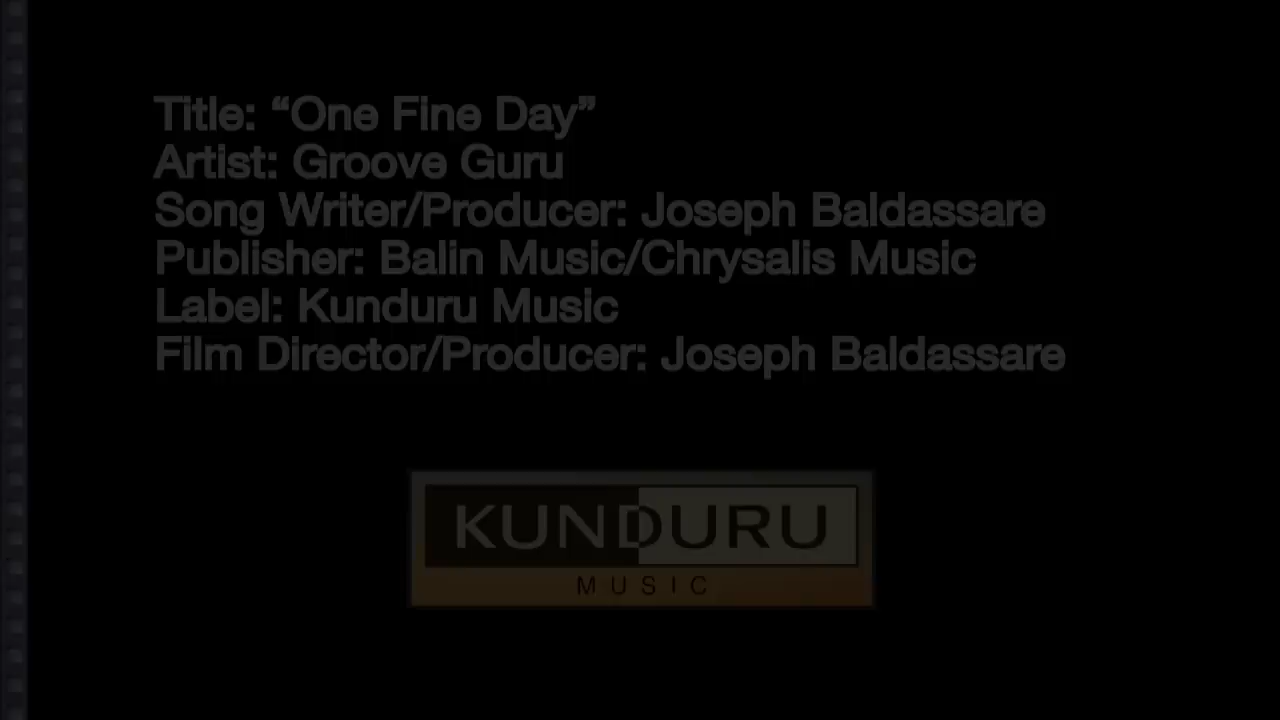 Title: “One Fine Day”
Artist: Groove Guru
Song Writer/Producer: Joseph Baldassare
Publisher: Balin Music/Chrysalis Music
Label: Kunduru Music
Film Director/Producer: Joseph Baldassare
KUNDURU
MUSIC